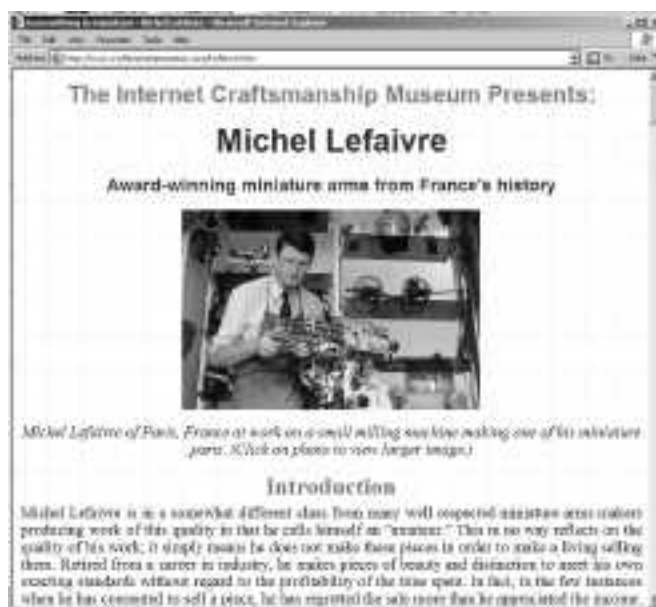 The Internet Craftsmanship Museum Presents:
Michel Lefaivre
Award-winning miniature arms from France's history
Michel Lefaivre of Paris, France at work on a small milling machine making one of his miniature
parts. (Click on photo to view larger image.)
Introduction
Michel Lefaivre is in a somewhat different class from many well respected miniature arms makers
producing work of this quality in that he calls himself an "amateur." This in no way reflects on the
quality of his work; it simply means he does not make these pieces in order to make a living selling
them. Retired from a career in industry, he makes pieces of beauty and distinction to meet his own
exacting standards without regard to the profitability of the time spent. In fact, in the few instances
when he has consented to sell a piece, he has regretted the sale more than he appreciated the income.